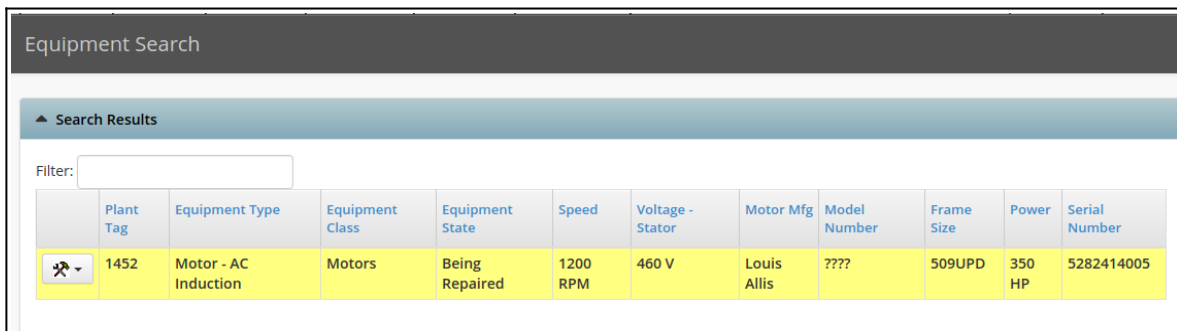 Equipment Search
Search Results
Filter:
Plant Tag Equipment Type Equipment Class Equipment State Speed Voltage - Stator Motor Mfg Model Number Frame Size Power Serial Number
1452 Motor - AC Induction Motors Being Repaired 1200 RPM 460 V Louis Allis ???? 509UPD 350 HP 5282414005